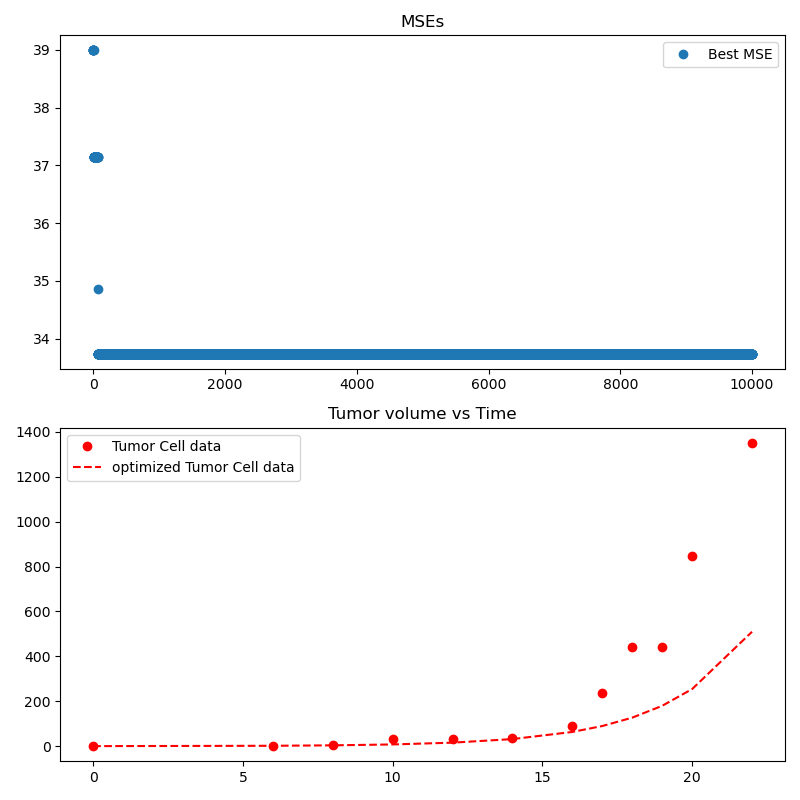 MSEs
39
38
37
36
35
34
Best MSE
0 2000 4000 6000 8000 10000
Tumor volume vs Time
1400
1200
1000
800
600
400
200
0
Tumor Cell data
optimized Tumor Cell data
0 5 10 15 20